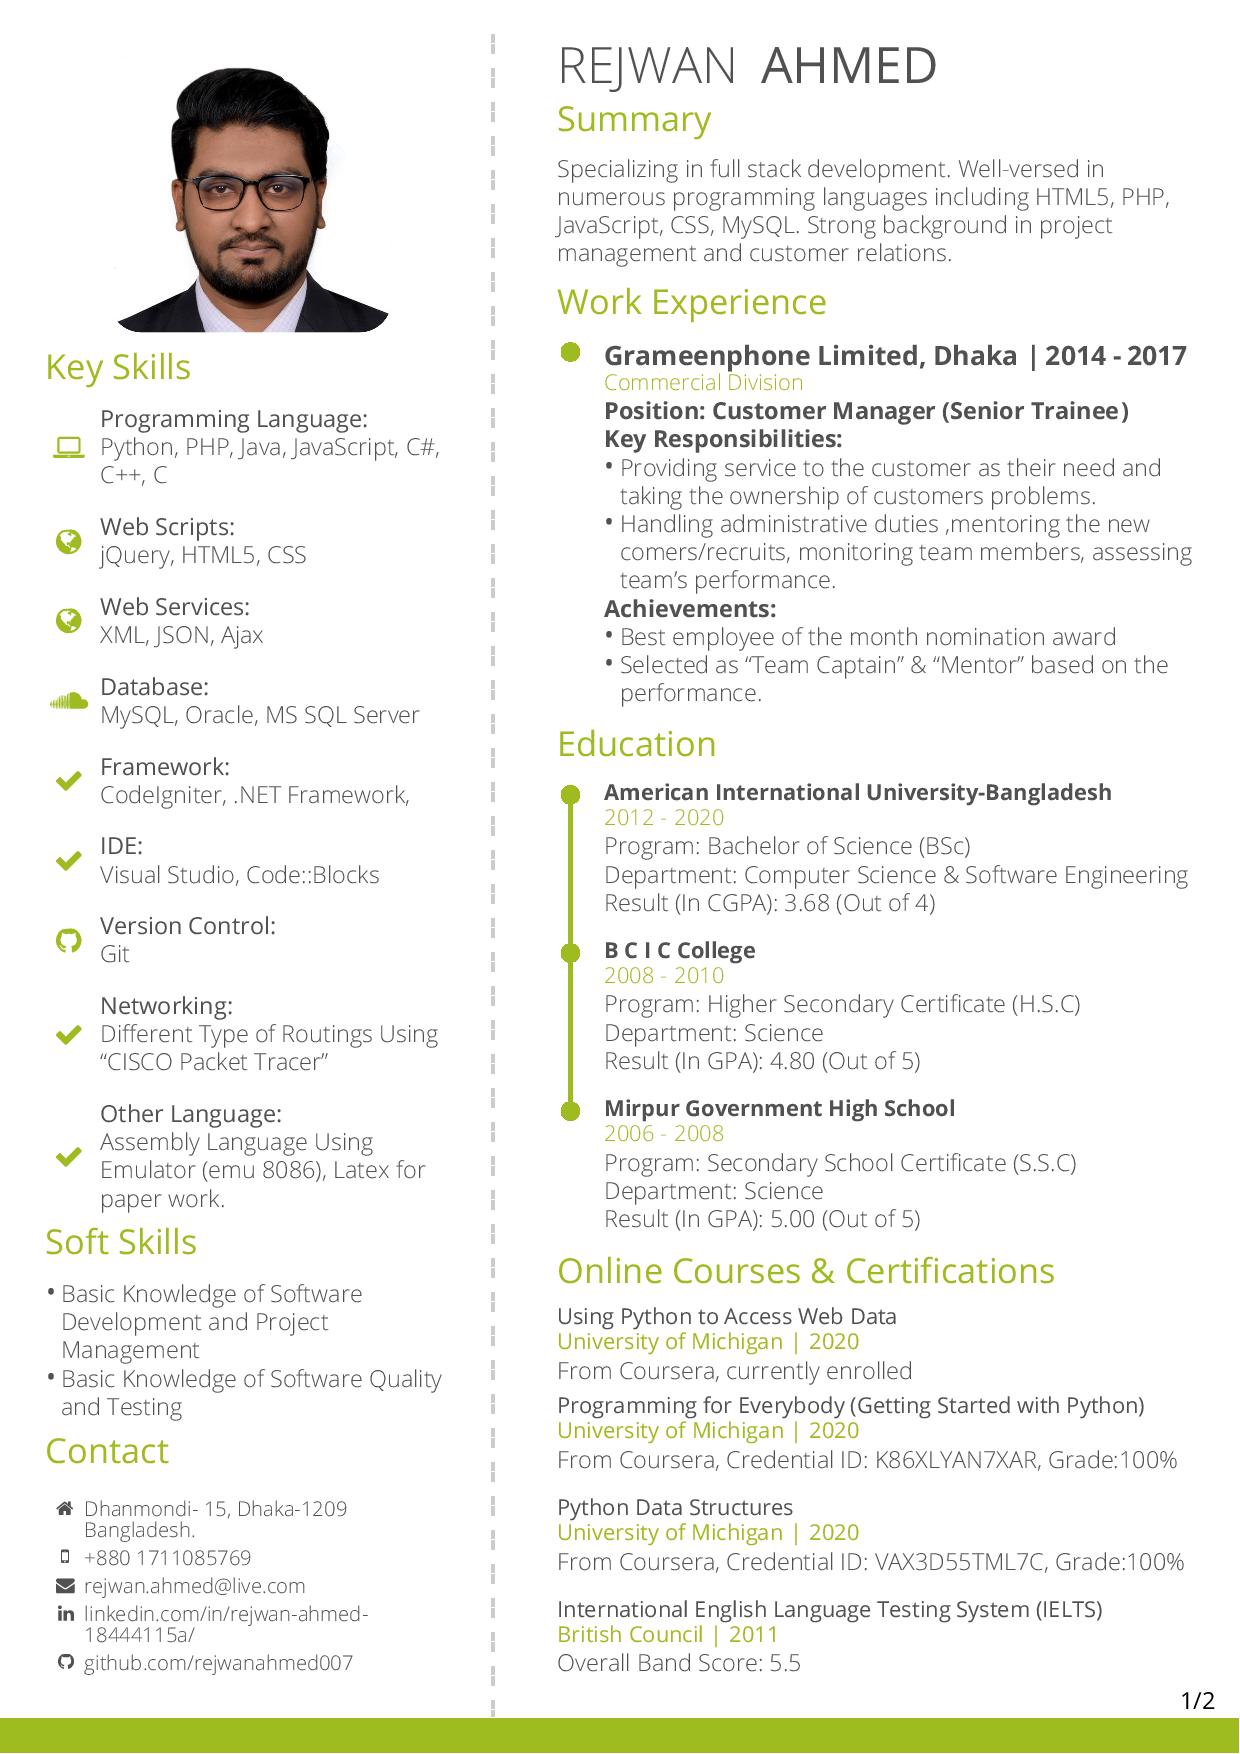 REJWAN AHMED
Summary
Specializing in full stack development. Well-versed in
numerous programming languages including HTML5, PHP,
JavaScript, CSS, MySQL. Strong background in project
management and customer relations.
Work Experience
Grameenphone Limited, Dhaka | 2014 - 2017
Commercial Division
Position: Customer Manager (Senior Trainee)
Key Responsibilities:
• Providing service to the customer as their need and
taking the ownership of customers problems.
• Handling administrative duties ,mentoring the new
comers/recruits, monitoring team members, assessing
team’s performance.
Achievements:
• Best employee of the month nomination award
• Selected as “Team Captain” & “Mentor” based on the
performance.
Education
American International University-Bangladesh
2012 - 2020
Program: Bachelor of Science (BSc)
Department: Computer Science & Software Engineering
Result (In CGPA): 3.68 (Out of 4)
B C I C College
2008 - 2010
Program: Higher Secondary Certificate (H.S.C)
Department: Science
Result (In GPA): 4.80 (Out of 5)
Mirpur Government High School
2006 - 2008
Program: Secondary School Certificate (S.S.C)
Department: Science
Result (In GPA): 5.00 (Out of 5)
Online Courses & Certifications
Using Python to Access Web Data
University of Michigan | 2020
From Coursera, currently enrolled
Programming for Everybody (Getting Started with Python)
University of Michigan | 2020
From Coursera, Credential ID: K86XLYAN7XAR, Grade:100%
Python Data Structures
University of Michigan | 2020
From Coursera, Credential ID: VAX3D55TML7C, Grade:100%
International English Language Testing System (IELTS)
British Council | 2011
Overall Band Score: 5.5
Key Skills
Programming Language:
Python, PHP, Java, JavaScript, C#,
C++, C
Web Scripts:
jQuery, HTML5, CSS
Web Services:
XML, JSON, Ajax
Database:
MySQL, Oracle, MS SQL Server
Framework:
CodeIgniter, .NET Framework,
IDE:
Visual Studio, Code::Blocks
Version Control:
Git
Networking:
Different Type of Routings Using
“CISCO Packet Tracer”
Other Language:
Assembly Language Using
Emulator (emu 8086), Latex for
paper work.
Soft Skills
• Basic Knowledge of Software
Development and Project
Management
• Basic Knowledge of Software Quality
and Testing
Contact
Dhanmondi- 15, Dhaka-1209
Bangladesh.
+880 1711085769
rejwan.ahmed@live.com
linkedin.com/in/rejwan-ahmed-
18444115a/
github.com/rejwanahmed007
1/2